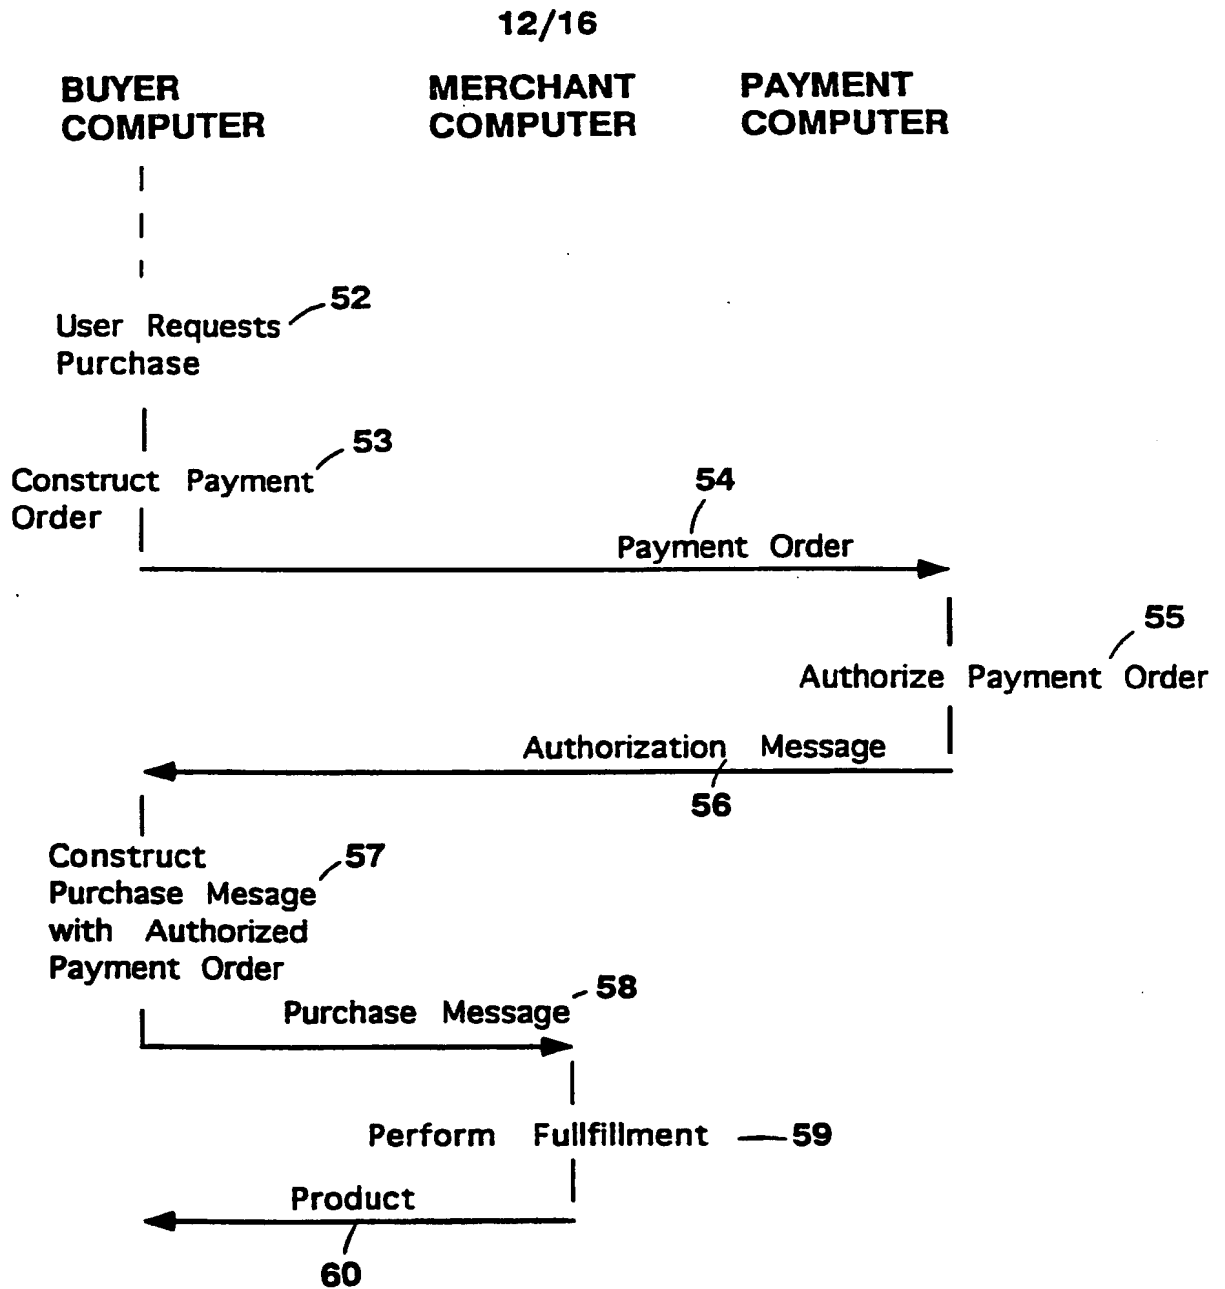 12/16
BUYER
COMPUTER
MERCHANT
COMPUTER
PAYMENT
COMPUTER
52
User Requests
Purchase
53
Construct Payment
Order
54
Payment Order
55
Authorize Payment Order
Authorization Message
56
Construct
57
Purchase Mesage
with Authorized
Payment Order
58
Purchase Message
Perform Fullfillment
59
Product
60